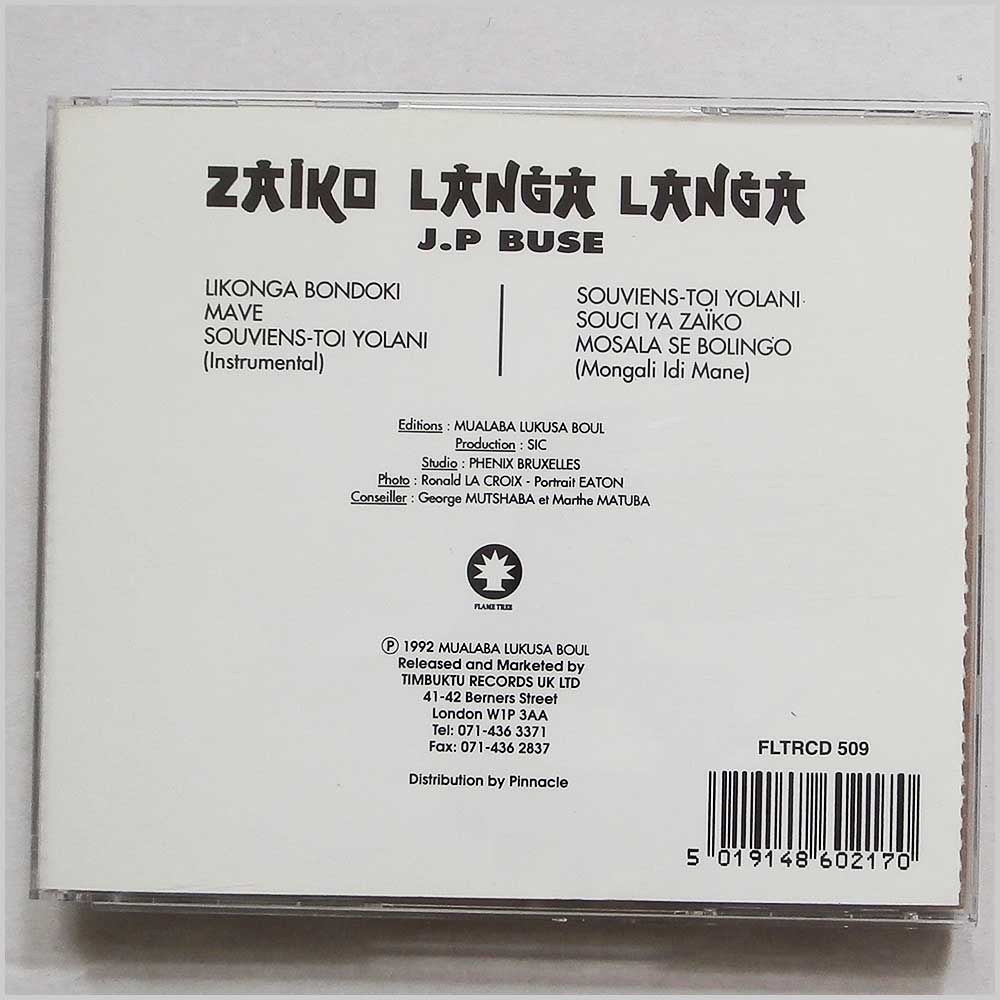 ZAÏKO LANGA LANGA
J.P BUSE
LIKONGA BONDOKI
MAVE
SOUVIENS-TOI YOLANI
(Instrumental)
SOUVIENS-TOI YOLANI
SOUCI YA ZAÏKO
MOSALA SE BOLINGO
(Mongali Idi Mane)
Editions : MUALABA LUKUSA BOUL
Production : SIC
Studio : PHENIX BRUXELLES
Photo : Ronald LA CROIX - Portrait EATON
Conseiller : George MUTSHABA et Marthe MATUBA
FLAME TREE
℗ 1992 MUALABA LUKUSA BOUL
Released and Marketed by
TIMBUKTU RECORDS UK LTD
41-42 Berners Street
London W1P 3AA
Tel: 071-436 3371
Fax: 071-436 2837
Distribution by Pinnacle
FLTRCD 509
5 019148 602170